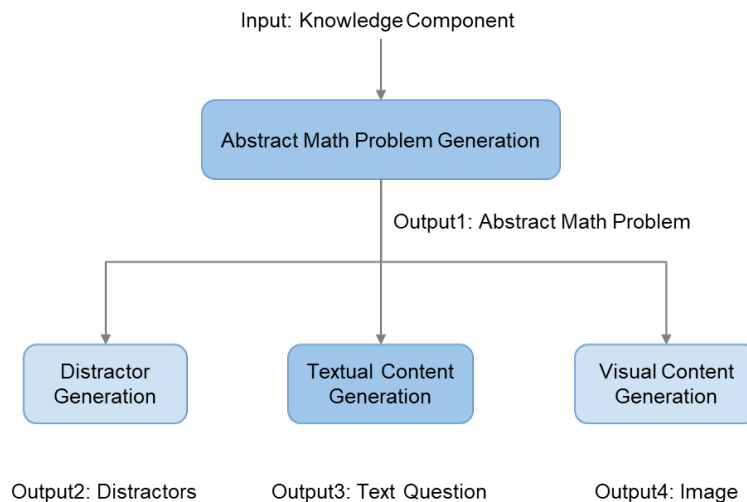 Input: Knowledge Component
Abstract Math Problem Generation
Output1: Abstract Math Problem
Distractor
Generation
Textual Content
Generation
Visual Content
Generation
Output2: Distractors
Output3: Text Question
Output4: Image